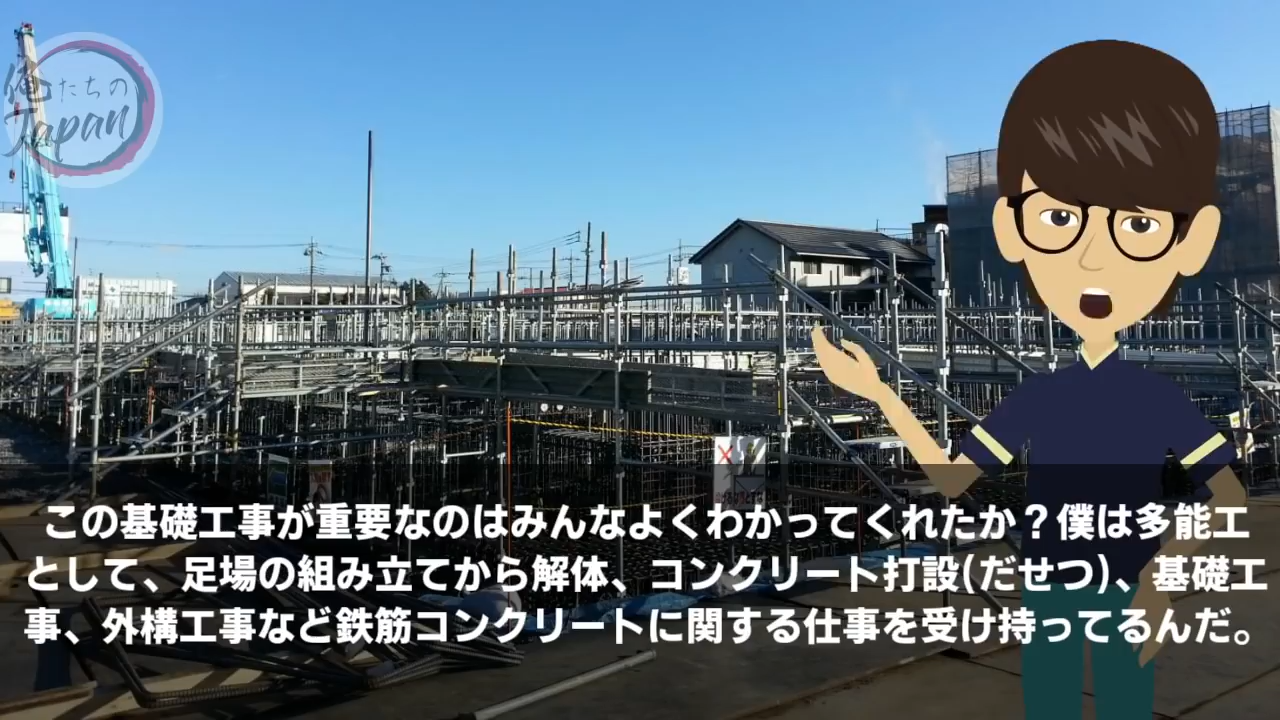 俺たちの
Japan
この基礎工事が重要なのはみんなよくわかってくれたか？僕は多能工
として、足場の組み立てから解体、コンクリート打設(だせつ)、基礎工
事、外構工事など鉄筋コンクリートに関する仕事を受け持ってるんだ。